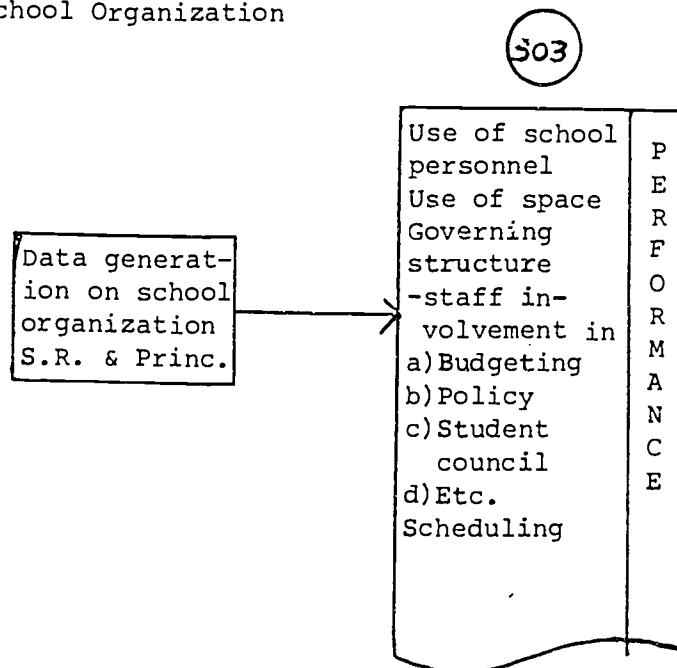 chool Organization
503
Data generat-
ion on school
organization
S.R. & Princ.
Use of school
personnel
Use of space
Governing
structure
-staff in-
volvement in
a)Budgeting
b)Policy
c)Student
council
d)Etc.
Scheduling
P
E
R
F
O
R
M
A
N
C
E